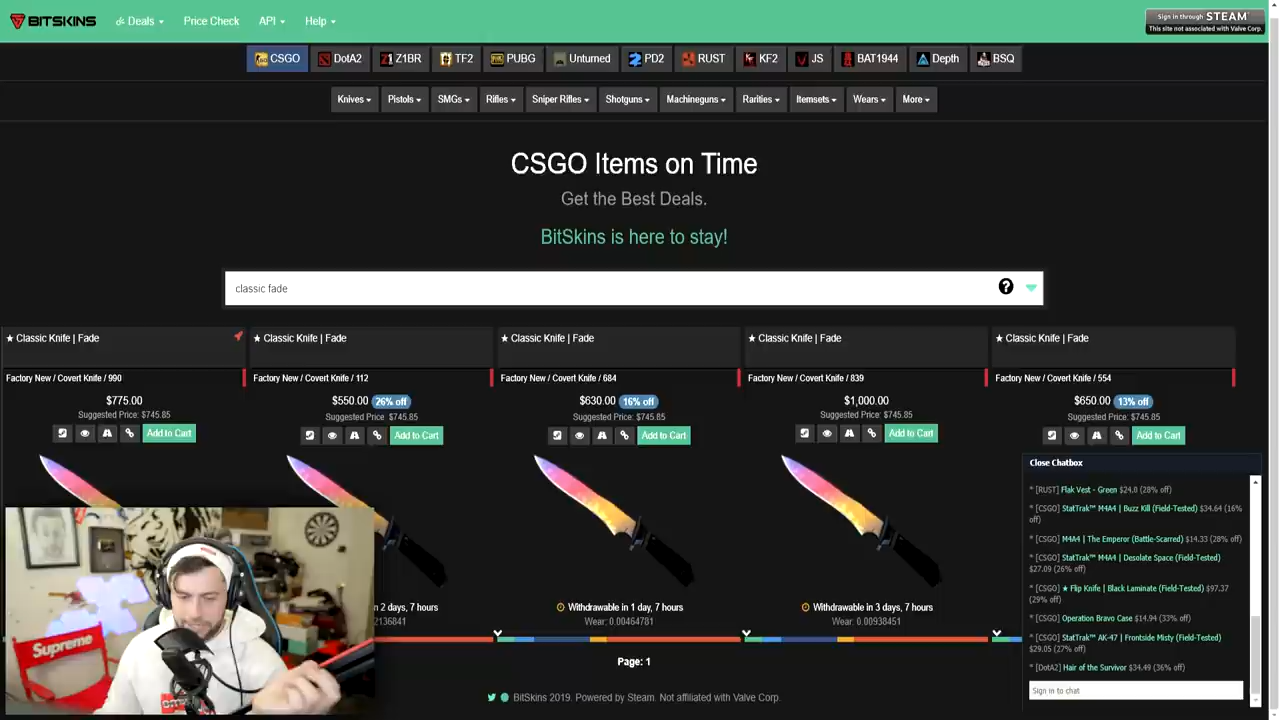 BITSKINS
Deals
Price Check
API
Help
Sign in through STEAM
This site not associated with Valve Corp.
CSGO
DotA2
Z1BR
TF2
PUBG
Unturned
PD2
RUST
KF2
JS
BAT1944
Depth
BSQ
Knives
Pistols
SMGs
Rifles
Sniper Rifles
Shotguns
Machineguns
Rarities
Itemsets
Wears
More
CSGO Items on Time
Get the Best Deals.
BitSkins is here to stay!
classic fade
★ Classic Knife | Fade
Factory New / Covert Knife / 990
$775.00
Suggested Price: $745.85
Add to Cart
★ Classic Knife | Fade
Factory New / Covert Knife / 112
$550.00 26% off
Suggested Price: $745.85
Add to Cart
in 2 days, 7 hours
2136841
★ Classic Knife | Fade
Factory New / Covert Knife / 684
$630.00 16% off
Suggested Price: $745.85
Add to Cart
Withdrawable in 1 day, 7 hours
Wear: 0.00464781
★ Classic Knife | Fade
Factory New / Covert Knife / 839
$1,000.00
Suggested Price: $745.85
Add to Cart
Withdrawable in 3 days, 7 hours
Wear: 0.00938451
★ Classic Knife | Fade
Factory New / Covert Knife / 554
$650.00 13% off
Suggested Price: $745.85
Add to Cart
Close Chatbox
* [RUST] Flak Vest - Green $24.0 (28% off)
* [CSGO] StatTrak™ M4A4 | Buzz Kill (Field-Tested) $34.64 (16%
off)
* [CSGO] M4A4 | The Emperor (Battle-Scarred) $14.33 (28% off)
* [CSGO] StatTrak™ M4A4 | Desolate Space (Field-Tested)
$27.09 (26% off)
* [CSGO] ★ Flip Knife | Black Laminate (Field-Tested) $97.37
(29% off)
* [CSGO] Operation Bravo Case $14.94 (33% off)
* [CSGO] StatTrak™ AK-47 | Frontside Misty (Field-Tested)
$29.05 (27% off)
* [DotA2] Hair of the Survivor $34.49 (36% off)
Sign in to chat
Supreme
Page: 1
BitSkins 2019. Powered by Steam. Not affiliated with Valve Corp.